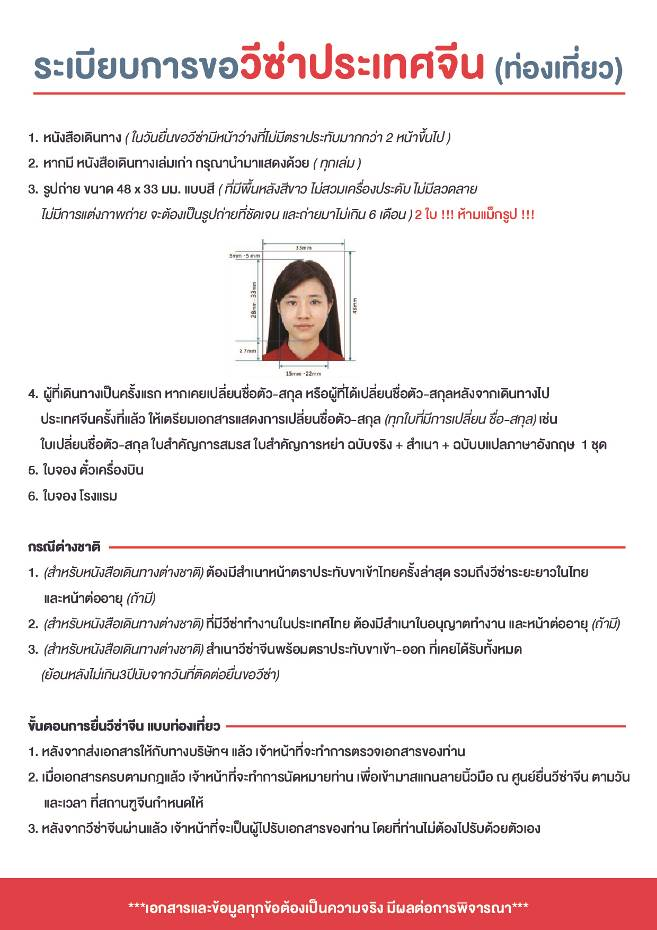 ระเบียบการขอวีซ่าประเทศจีน (ท่องเที่ยว)
1. หนังสือเดินทาง ( ในวันยื่นขอวีซ่ามีหน้าว่างที่ไม่มีตราประทับมากกว่า 2 หน้าขึ้นไป )
2. หากมี หนังสือเดินทางเล่มเก่า กรุณานำมาแสดงด้วย ( ทุกเล่ม )
3. รูปถ่าย ขนาด 48 x 33 มม. แบบสี ( ที่มีพื้นหลังสีขาว ไม่สวมเครื่องประดับ ไม่มีลวดลาย
ไม่มีการแต่งภาพถ่าย จะต้องเป็นรูปถ่ายที่ชัดเจน และถ่ายมาไม่เกิน 6 เดือน ) 2 ใบ !!! ห้ามแม็กรูป !!!
33mm
3mm -5mm
28mm - 33mm
48mm
≥7mm
15mm -22mm
4. ผู้ที่เดินทางเป็นครั้งแรก หากเคยเปลี่ยนชื่อตัว-สกุล หรือผู้ที่ได้เปลี่ยนชื่อตัว-สกุลหลังจากเดินทางไป
ประเทศจีนครั้งที่แล้ว ให้เตรียมเอกสารแสดงการเปลี่ยนชื่อตัว-สกุล (ทุกใบที่มีการเปลี่ยน ชื่อ-สกุล) เช่น
ใบเปลี่ยนชื่อตัว-สกุล ใบสำคัญการสมรส ใบสำคัญการหย่า ฉบับจริง + สำเนา + ฉบับบแปลภาษาอังกฤษ 1 ชุด
5. ใบจอง ตั๋วเครื่องบิน
6. ใบจอง โรงแรม
กรณีต่างชาติ
1. (สำหรับหนังสือเดินทางต่างชาติ) ต้องมีสำเนาหน้าตราประทับขาเข้าไทยครั้งล่าสุด รวมถึงวีซ่าระยะยาวในไทย
และหน้าต่ออายุ (ถ้ามี)
2. (สำหรับหนังสือเดินทางต่างชาติ) ที่มีวีซ่าทำงานในประเทศไทย ต้องมีสำเนาใบอนุญาตทำงาน และหน้าต่ออายุ (ถ้ามี)
3. (สำหรับหนังสือเดินทางต่างชาติ) สำเนาวีซ่าจีนพร้อมตราประทับขาเข้า-ออก ที่เคยได้รับทั้งหมด
(ย้อนหลังไม่เกิน3ปีนับจากวันที่ติดต่อยื่นขอวีซ่า)
ขั้นตอนการยื่นวีซ่าจีน แบบท่องเที่ยว
1. หลังจากส่งเอกสารให้กับทางบริษัทฯ แล้ว เจ้าหน้าที่จะทำการตรวจเอกสารของท่าน
2. เมื่อเอกสารครบตามกฎแล้ว เจ้าหน้าที่จะทำการนัดหมายท่าน เพื่อเข้ามาสแกนลายนิ้วมือ ณ ศูนย์ยื่นวีซ่าจีน ตามวัน
และเวลา ที่สถานฑูจีนกำหนดให้
3. หลังจากวีซ่าจีนผ่านแล้ว เจ้าหน้าที่จะเป็นผู้ไปรับเอกสารของท่าน โดยที่ท่านไม่ต้องไปรับด้วยตัวเอง
***เอกสารและข้อมูลทุกข้อต้องเป็นความจริง มีผลต่อการพิจารณา***